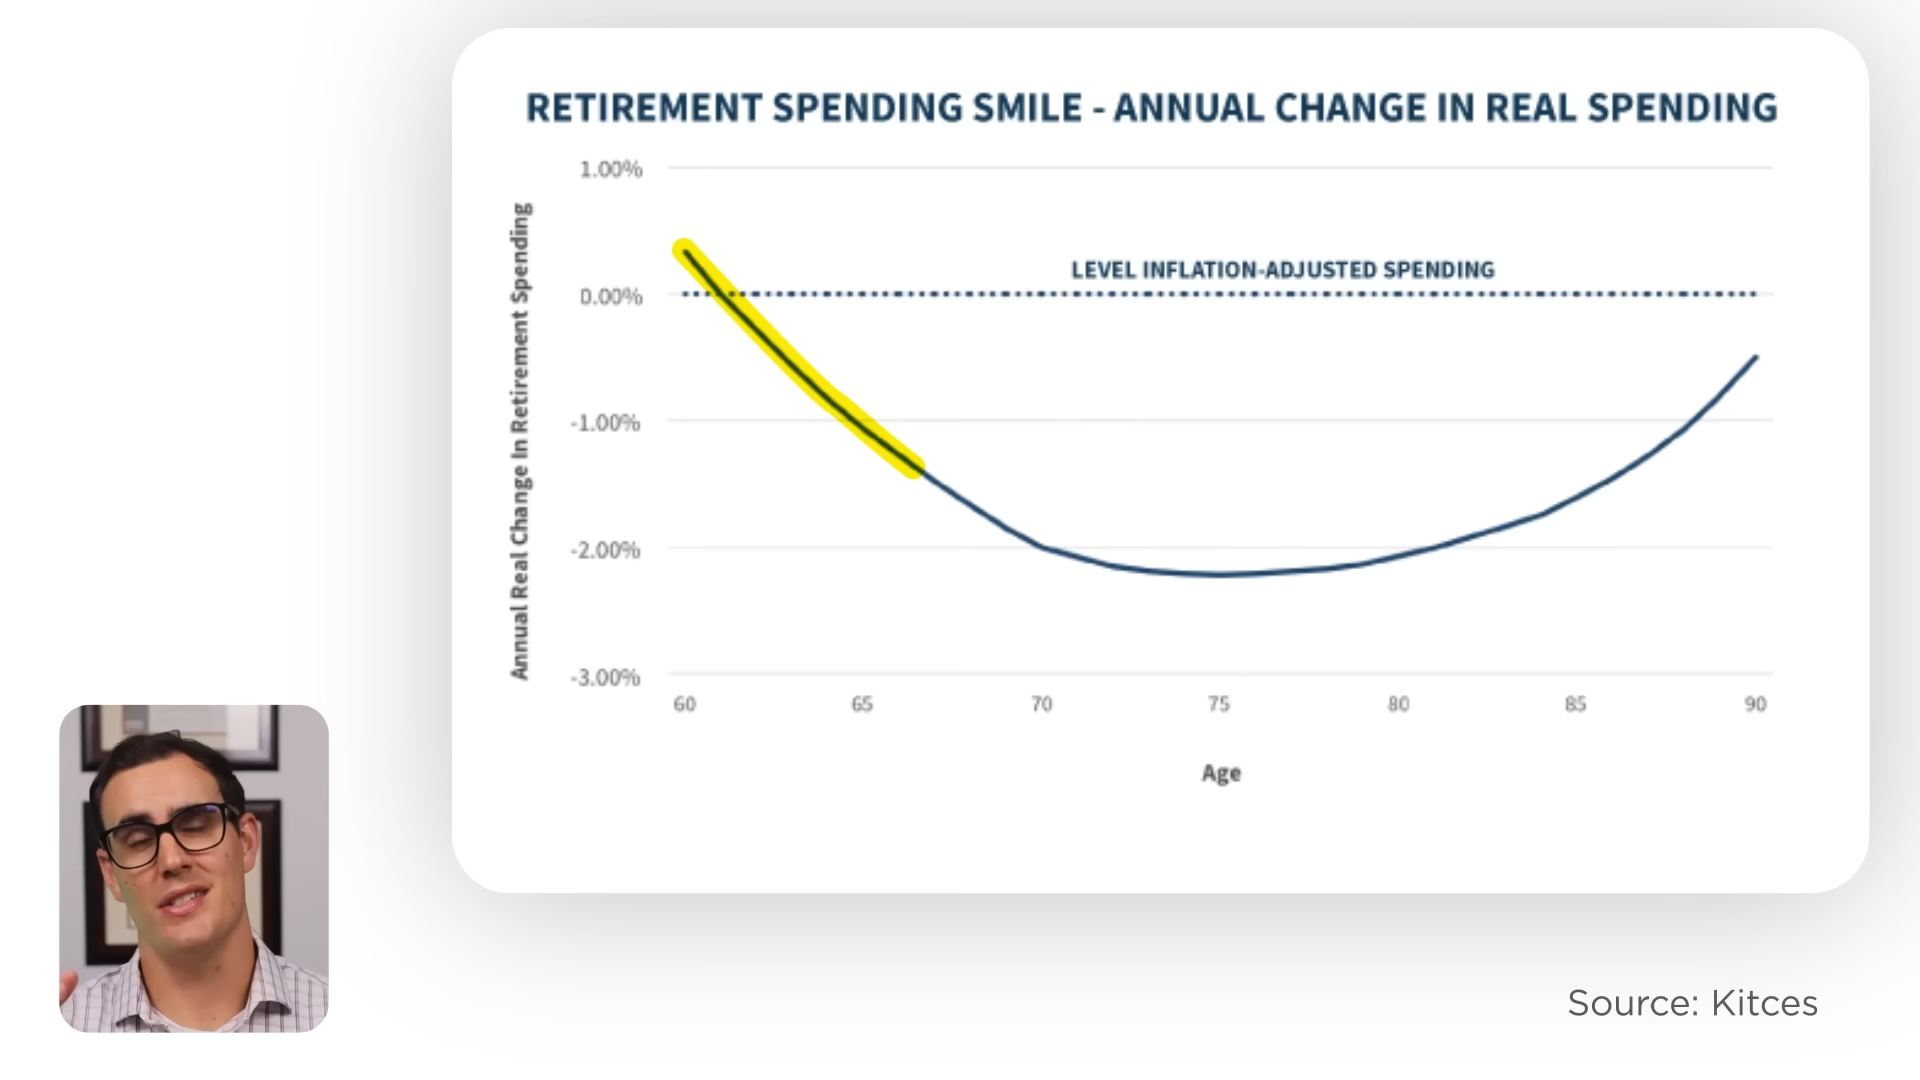 RETIREMENT SPENDING SMILE - ANNUAL CHANGE IN REAL SPENDING
Annual Real Change In Retirement Spending
1.00%
0.00%
-1.00%
-2.00%
-3.00%
LEVEL INFLATION-ADJUSTED SPENDING
60 65 70 75 80 85 90
Age
Source: Kitces